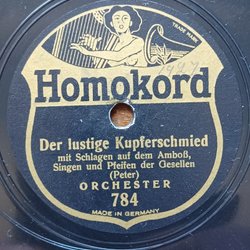 TRADE MARK
Homokord
Der lustige Kupferschmied
mit Schlagen auf dem Amboß,
Singen und Pfeifen der Gesellen
(Peter)
ORCHESTER
784
MADE IN GERMANY